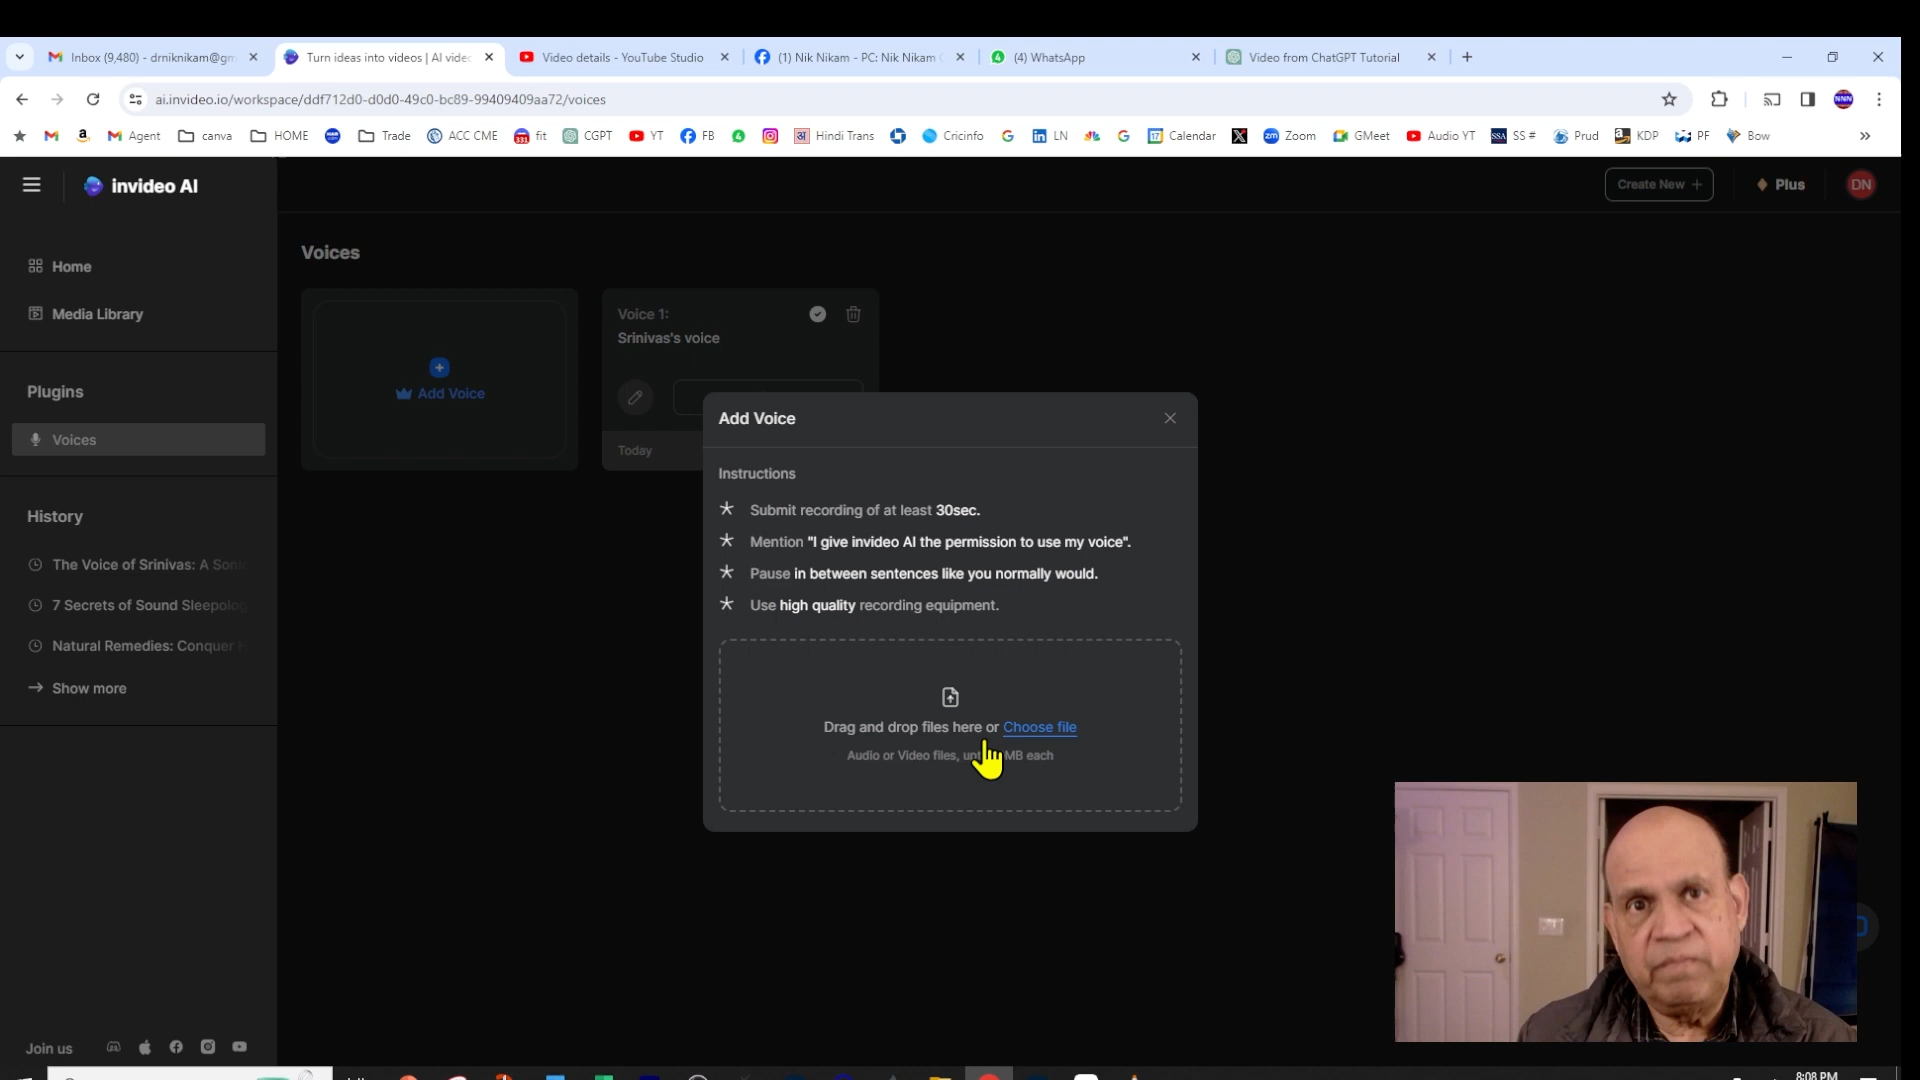 Inbox (9,480) - drniknikam@gm
Turn ideas into videos | AI video
Video details - YouTube Studio
(1) Nik Nikam - PC: Nik Nikam
(4) WhatsApp
Video from ChatGPT Tutorial
ai.invideo.io/workspace/ddf712d0-d0d0-49c0-bc89-99409409aa72/voices
NNN
Agent
canva
HOME
Trade
ACC CME
fit
CGPT
YT
FB
Hindi Trans
Cricinfo
LN
Calendar
Zoom
GMeet
Audio YT
SS #
Prud
KDP
PF
Bow
invideo AI
Create New +
Plus
DN
Home
Media Library
Plugins
Voices
History
The Voice of Srinivas: A Soni
7 Secrets of Sound Sleepolog
Natural Remedies: Conquer H
Show more
Join us
Voices
Add Voice
Voice 1:
Srinivas's voice
Today
Add Voice
Instructions
Submit recording of at least 30sec.
Mention "I give invideo AI the permission to use my voice".
Pause in between sentences like you normally would.
Use high quality recording equipment.
Drag and drop files here or Choose file
Audio or Video files, MB each
8:08 PM